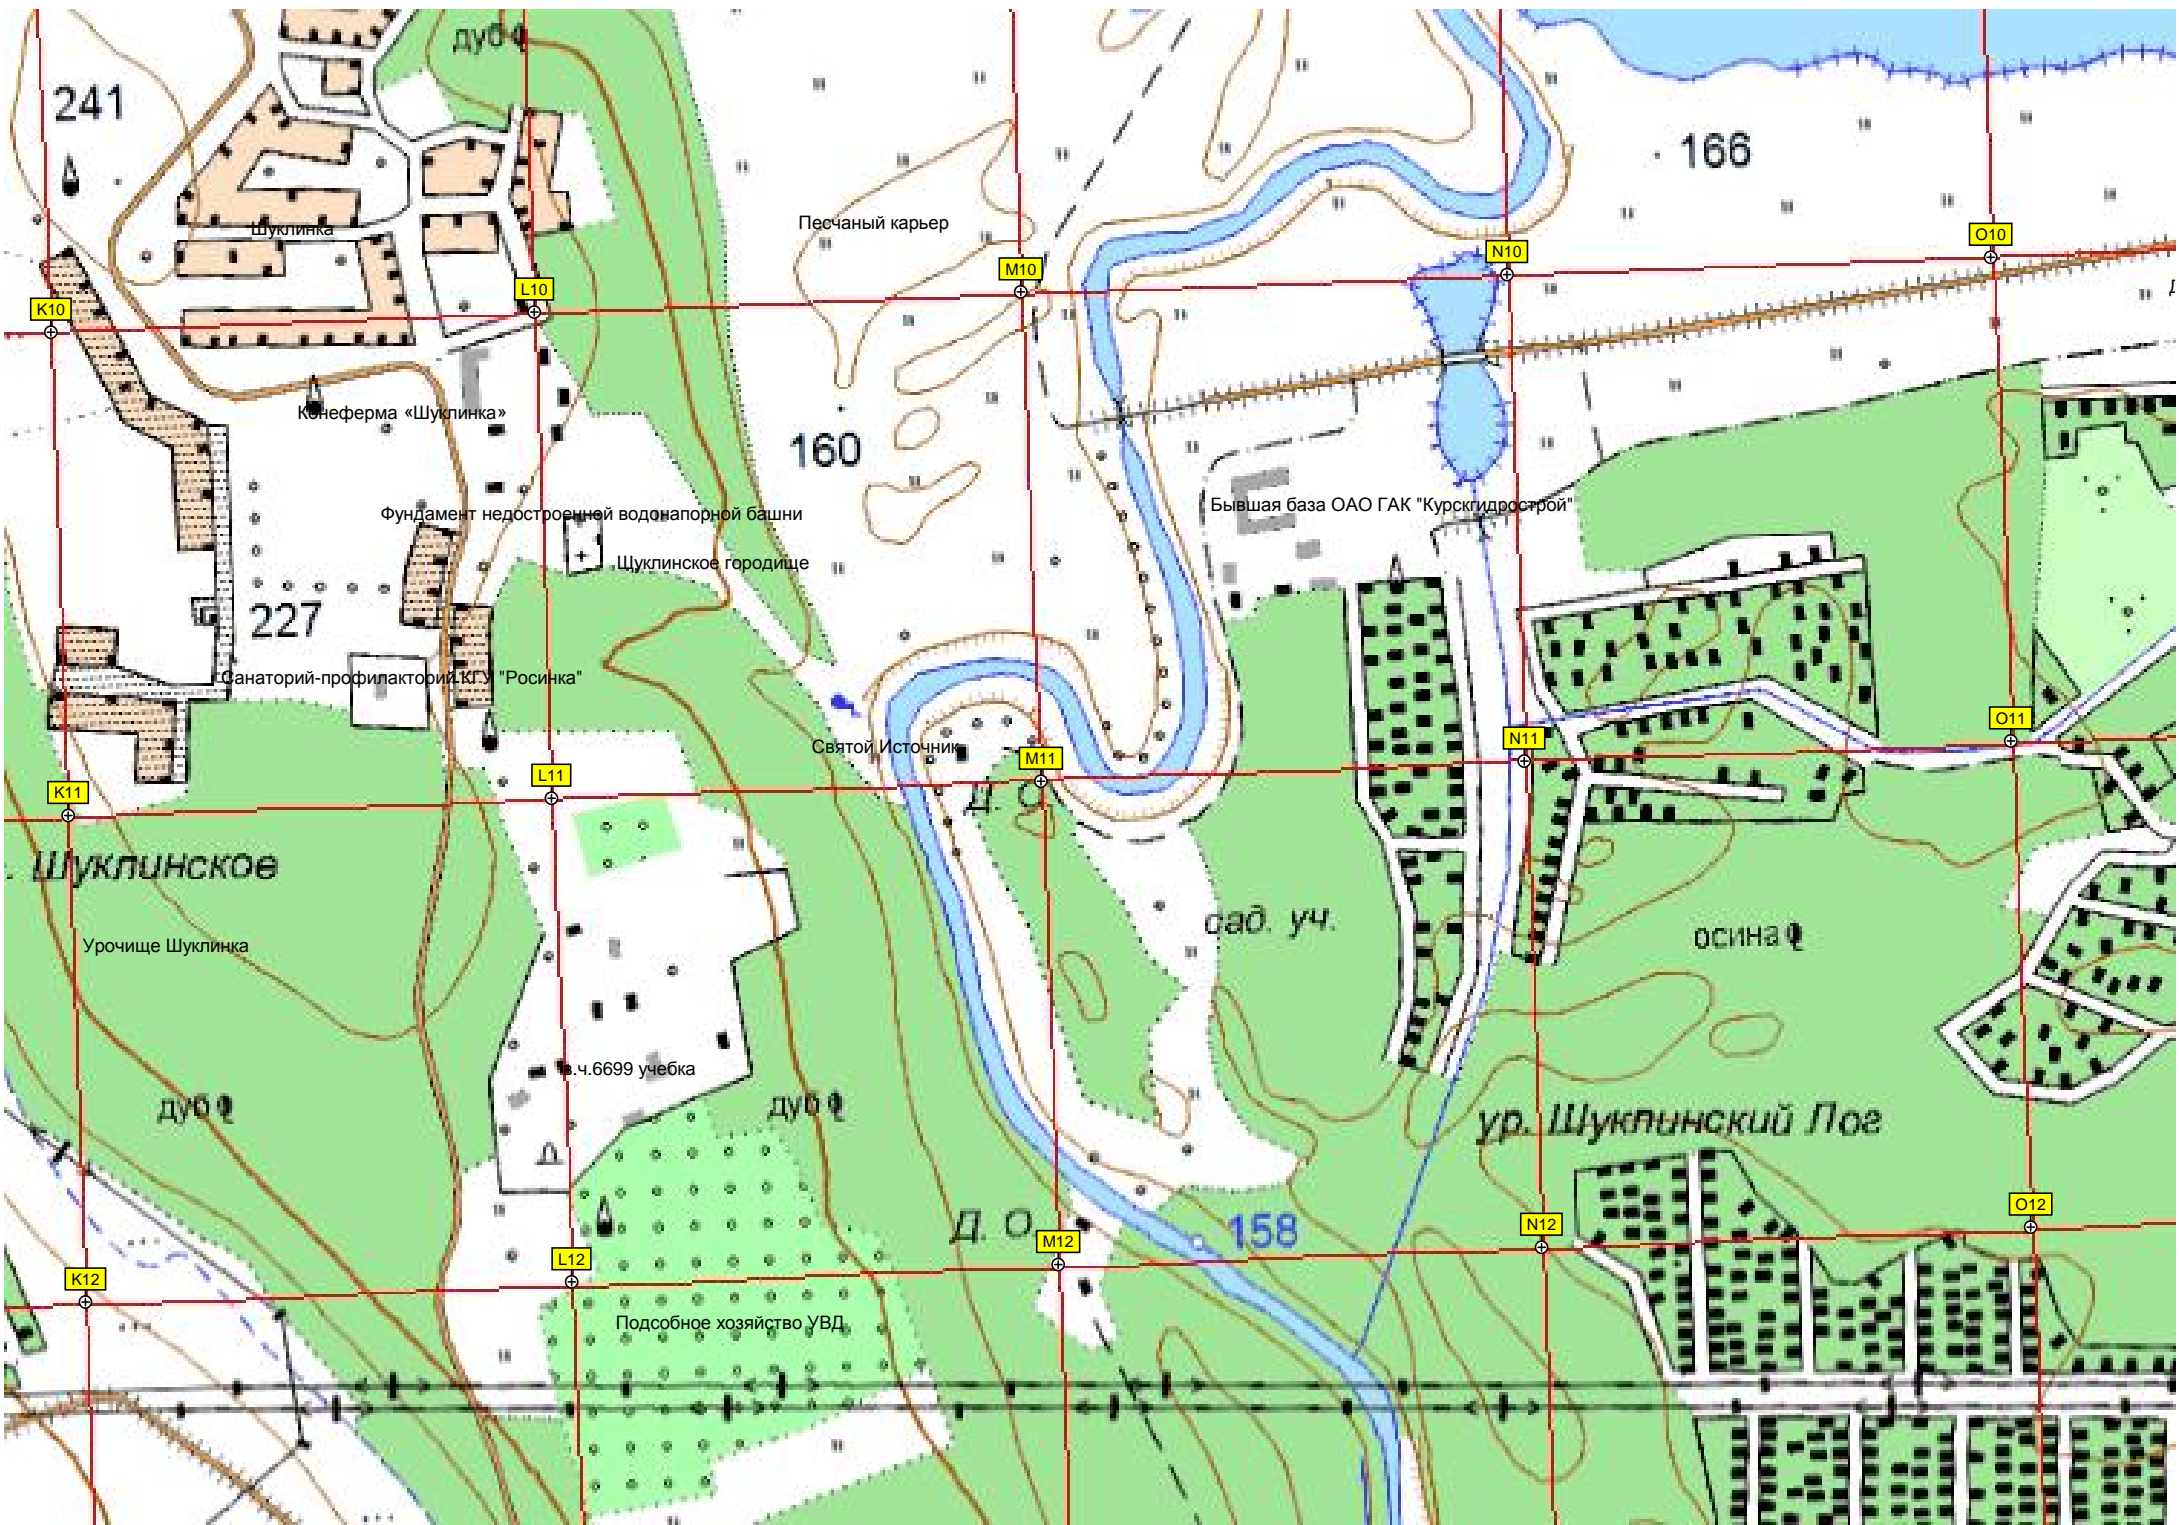 дуб
241
166
Песчаный карьер
Шуклинка
O10
N10
M10
L10
K10
Конеферма «Шуклинка»
160
Бывшая база ОАО ГАК "Курскгидрострой"
Фундамент недостроенной водонапорной башни
Щуклинское городище
227
Санаторий-профилакторий КГУ "Росинка"
O11
N11
Святой Источник
M11
L11
K11
Д. О.
. Шуклинское
сад. уч.
осина
Урочище Шуклинка
в.ч.6699 учебка
дуб
дуб
ур. Шуклинский Лог
Д. О.
158
O12
N12
M12
L12
K12
Подсобное хозяйство УВД